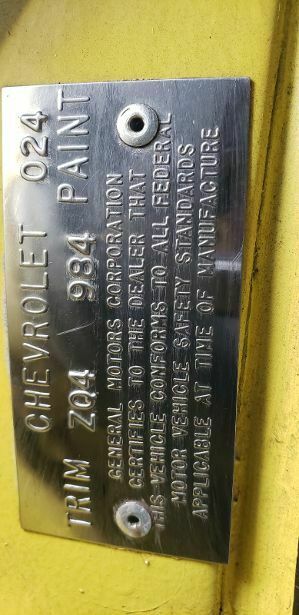 CHEVROLET 024
TRIM ZQ4 984 PAINT
GENERAL MOTORS CORPORATION
CERTIFIES TO THE DEALER THAT
THIS VEHICLE CONFORMS TO ALL FEDERAL
MOTOR VEHICLE SAFETY STANDARDS
APPLICABLE AT TIME OF MANUFACTURE